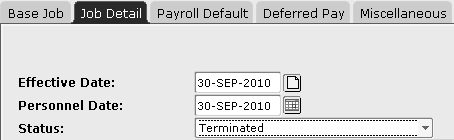 Base Job Job Detail Payroll Default Deferred Pay Miscellaneous
Effective Date: 30-SEP-2010
Personnel Date: 30-SEP-2010
Status: Terminated